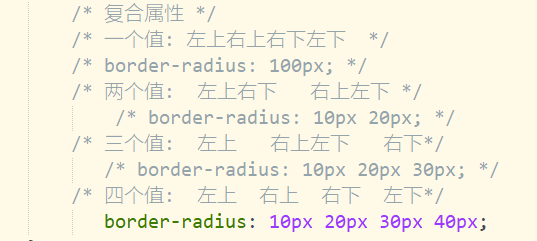 /* 复合属性 */
/* 一个值: 左上右上右下左下  */
/* border-radius: 100px; */
/* 两个值:  左上右下   右上左下 */
/* border-radius: 10px 20px; */
/* 三个值:  左上   右上左下   右下*/
/* border-radius: 10px 20px 30px; */
/* 四个值:  左上  右上  右下  左下*/
border-radius: 10px 20px 30px 40px;